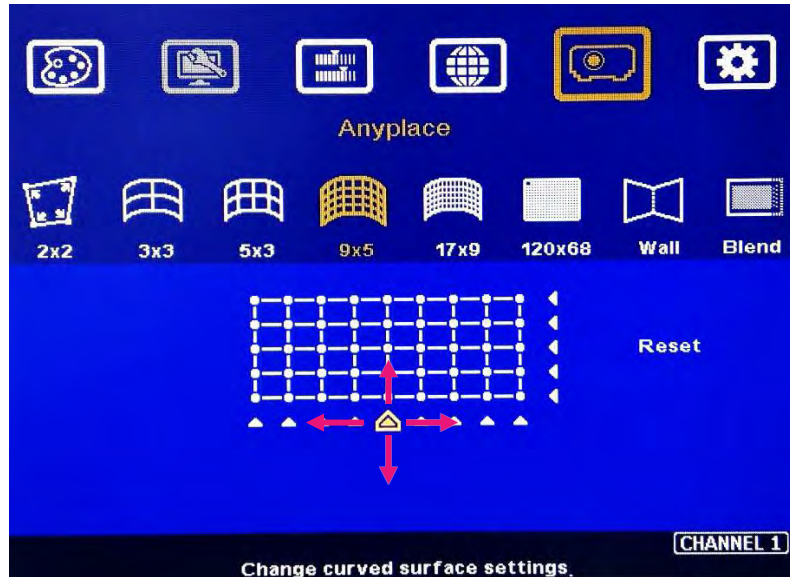 Anyplace
2x2 3x3 5x3 9x5 17x9 120x68 Wall Blend
Reset
CHANNEL 1
Change curved surface settings.